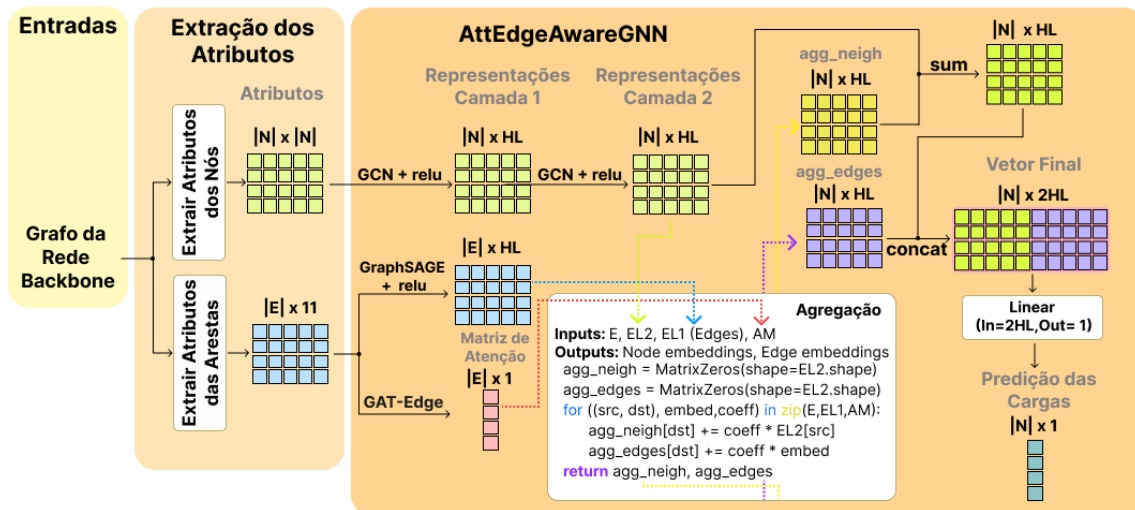 Entradas
Grafo da
Rede
Backbone
Extração dos
Atributos
Atributos
|N| x |N|
Extrair Atributos
dos Nós
|E| x 11
Extrair Atributos
das Arestas
AttEdgeAwareGNN
Representações
Camada 1
|N| x HL
GCN + relu
Representações
Camada 2
|N| x HL
GCN + relu
|E| x HL
GraphSAGE
+ relu
Matriz de
Atenção
|E| x 1
GAT-Edge
agg_neigh
|N| x HL
agg_edges
|N| x HL
sum
|N| x HL
concat
Vetor Final
|N| x 2HL
Linear
(In=2HL,Out= 1)
Predição das
Cargas
|N| x 1
Agregação
Inputs: E, EL2, EL1 (Edges), AM
Outputs: Node embeddings, Edge embeddings
agg_neigh = MatrixZeros(shape=EL2.shape)
agg_edges = MatrixZeros(shape=EL2.shape)
for ((src, dst), embed,coeff) in zip(E,EL1,AM):
agg_neigh[dst] += coeff * EL2[src]
agg_edges[dst] += coeff * embed
return agg_neigh, agg_edges